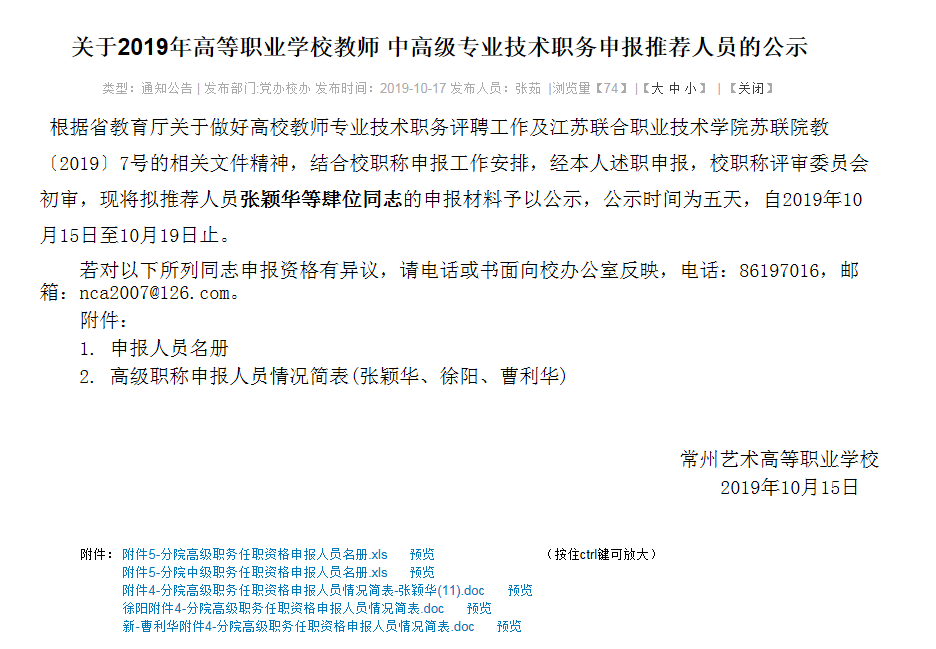 关于2019年高等职业学校教师 中高级专业技术职务申报推荐人员的公示
类型：通知公告 | 发布部门:党办校办 发布时间：2019-10-17 发布人员：张茹 |浏览量【74】 |【大 中 小】 | 【关闭】
根据省教育厅关于做好高校教师专业技术职务评聘工作及江苏联合职业技术学院苏联院教
〔2019〕7号的相关文件精神，结合校职称申报工作安排，经本人述职申报，校职称评审委员会
初审，现将拟推荐人员张颖华等肆位同志的申报材料予以公示，公示时间为五天，自2019年10
月15日至10月19日止。
若对以下所列同志申报资格有异议，请电话或书面向校办公室反映，电话：86197016，邮
箱：nca2007@126.com。
附件：
1. 申报人员名册
2. 高级职称申报人员情况简表(张颖华、徐阳、曹利华)
常州艺术高等职业学校
2019年10月15日
附件： 附件5-分院高级职务任职资格申报人员名册.xls 预览 （按住ctrl键可放大）
附件5-分院中级职务任职资格申报人员名册.xls 预览
附件4-分院高级职务任职资格申报人员情况简表-张颖华(11).doc 预览
徐阳附件4-分院高级职务任职资格申报人员情况简表.doc 预览
新-曹利华附件4-分院高级职务任职资格申报人员情况简表.doc 预览